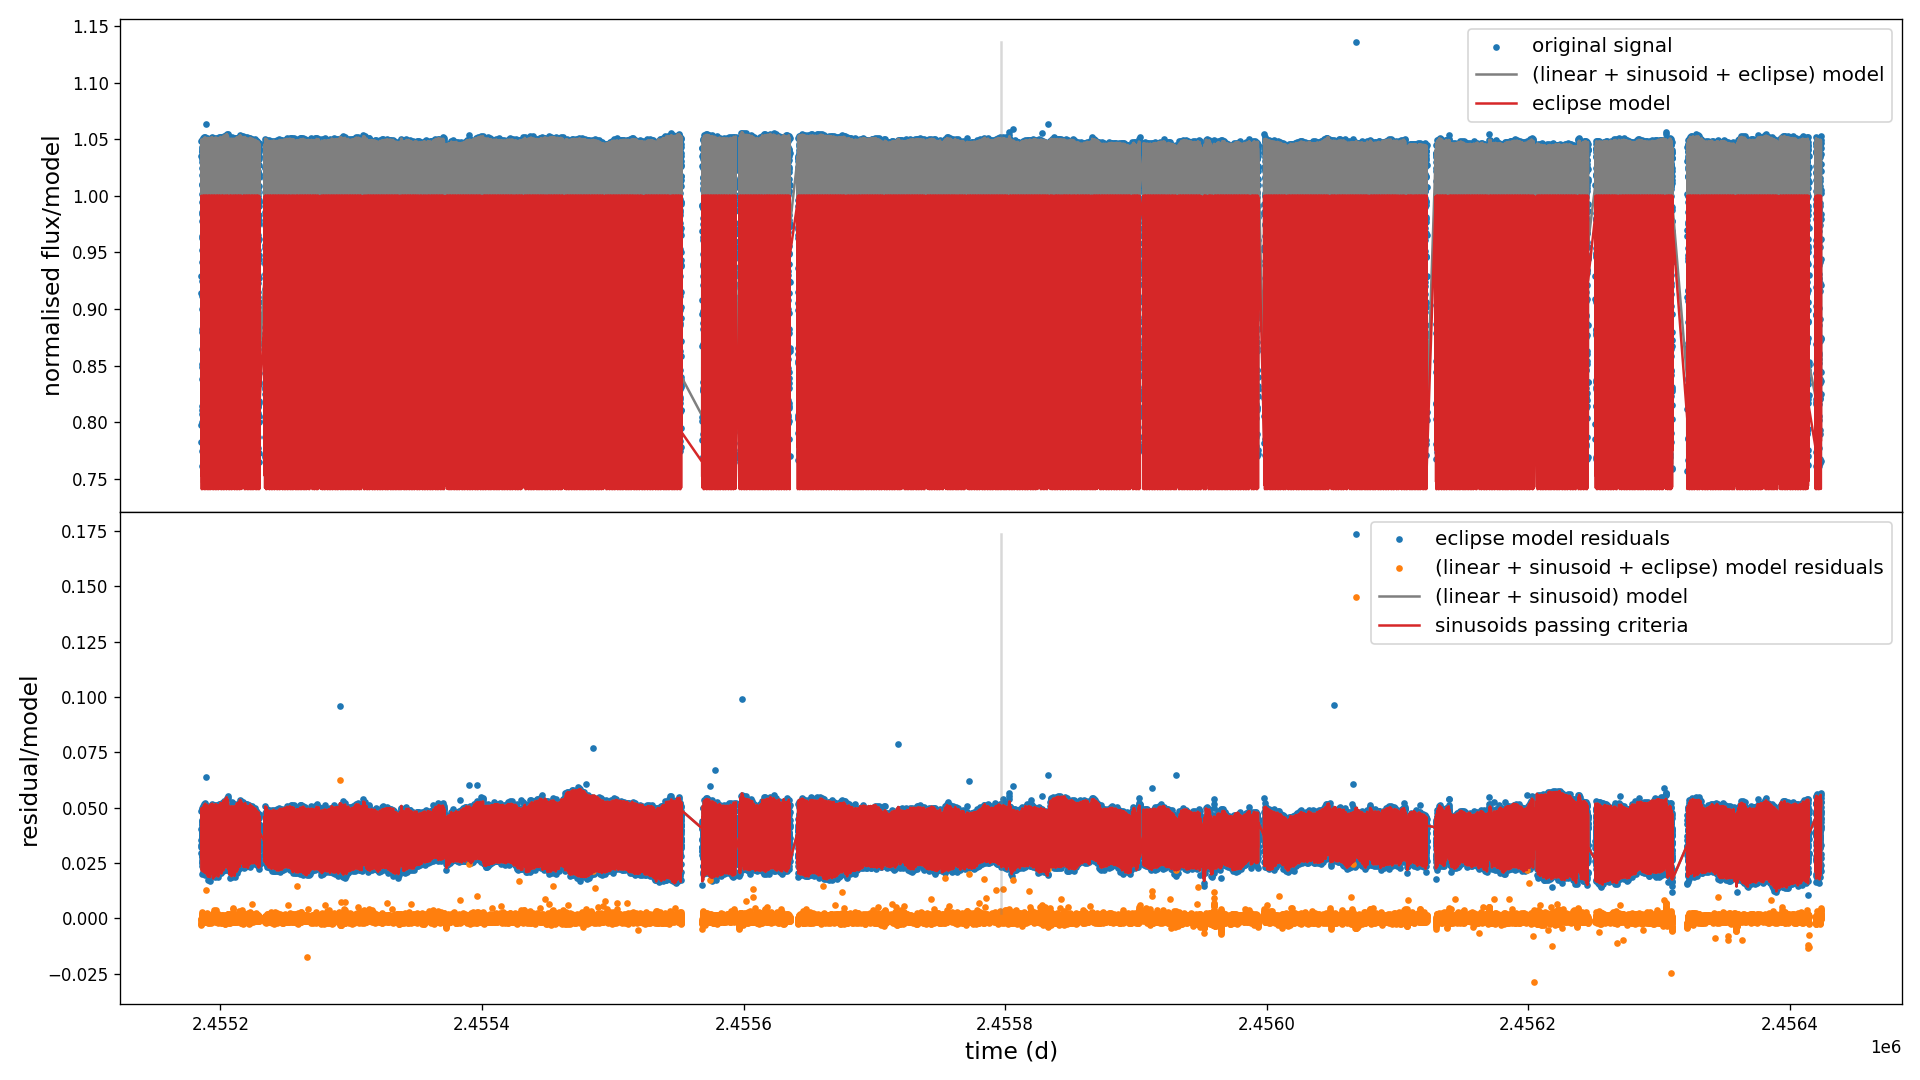 1.15
1.10
1.05
1.00
0.95
0.90
0.85
0.80
0.75
normalised flux/model
original signal
(linear + sinusoid + eclipse) model
eclipse model
0.175
0.150
0.125
0.100
0.075
0.050
0.025
0.000
−0.025
residual/model
eclipse model residuals
(linear + sinusoid + eclipse) model residuals
(linear + sinusoid) model
sinusoids passing criteria
2.4552 2.4554 2.4556 2.4558 2.4560 2.4562 2.4564
1e6
time (d)